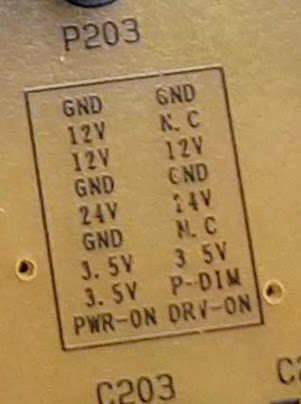 P203
GND GND
12V N.C
12V 12V
GND GND
24V 24V
GND N.C
3.5V 3 5V
3.5V P-DIM
PWR-ON DRV-ON
C203
C2